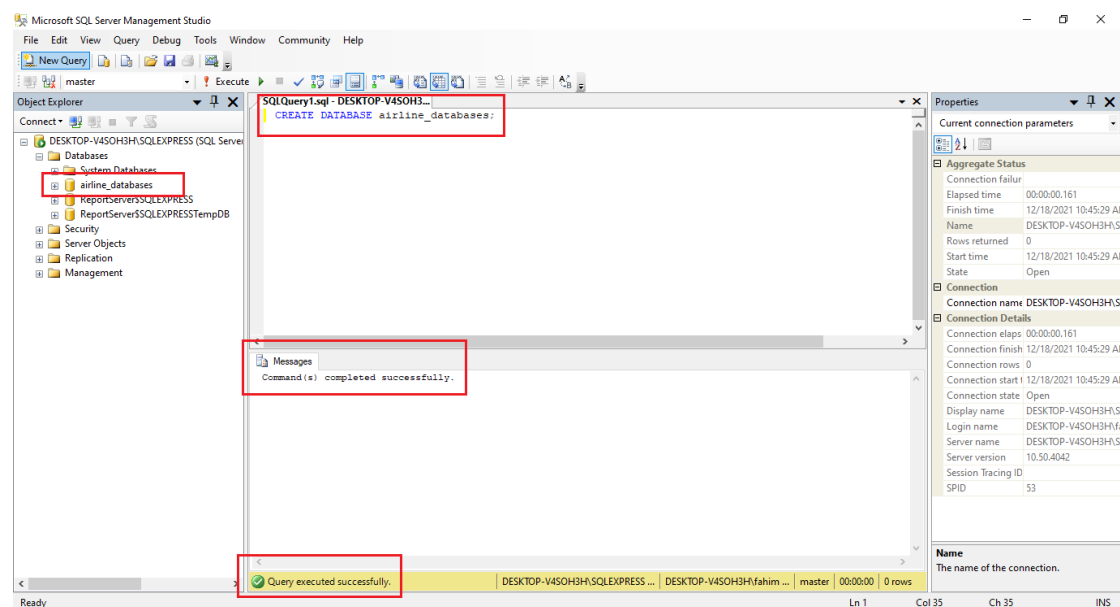 Microsoft SQL Server Management Studio
File Edit View Query Debug Tools Window Community Help
New Query
master Execute
Object Explorer
Connect
DESKTOP-V4SOH3H\SQLEXPRESS (SQL Server
Databases
System Databases
airline_databases
ReportServer$SQLEXPRESS
ReportServer$SQLEXPRESSTempDB
Security
Server Objects
Replication
Management
SQLQuery1.sql - DESKTOP-V4SOH3...
CREATE DATABASE airline_databases;
Messages
Command(s) completed successfully.
Query executed successfully. DESKTOP-V4SOH3H\SQLEXPRESS ... DESKTOP-V4SOH3H\fahim ... master 00:00:00 0 rows
Properties
Current connection parameters
Aggregate Status
Connection failur
Elapsed time 00:00:00.161
Finish time 12/18/2021 10:45:29 A
Name DESKTOP-V4SOH3H\S
Rows returned 0
Start time 12/18/2021 10:45:29 A
State Open
Connection
Connection name DESKTOP-V4SOH3H\S
Connection Details
Connection elaps 00:00:00.161
Connection finish 12/18/2021 10:45:29 A
Connection rows 0
Connection start t 12/18/2021 10:45:29 A
Connection state Open
Display name DESKTOP-V4SOH3H\S
Login name DESKTOP-V4SOH3H\fa
Server name DESKTOP-V4SOH3H\S
Server version 10.50.4042
Session Tracing ID
SPID 53
Name
The name of the connection.
Ready Ln 1 Col 35 Ch 35 INS